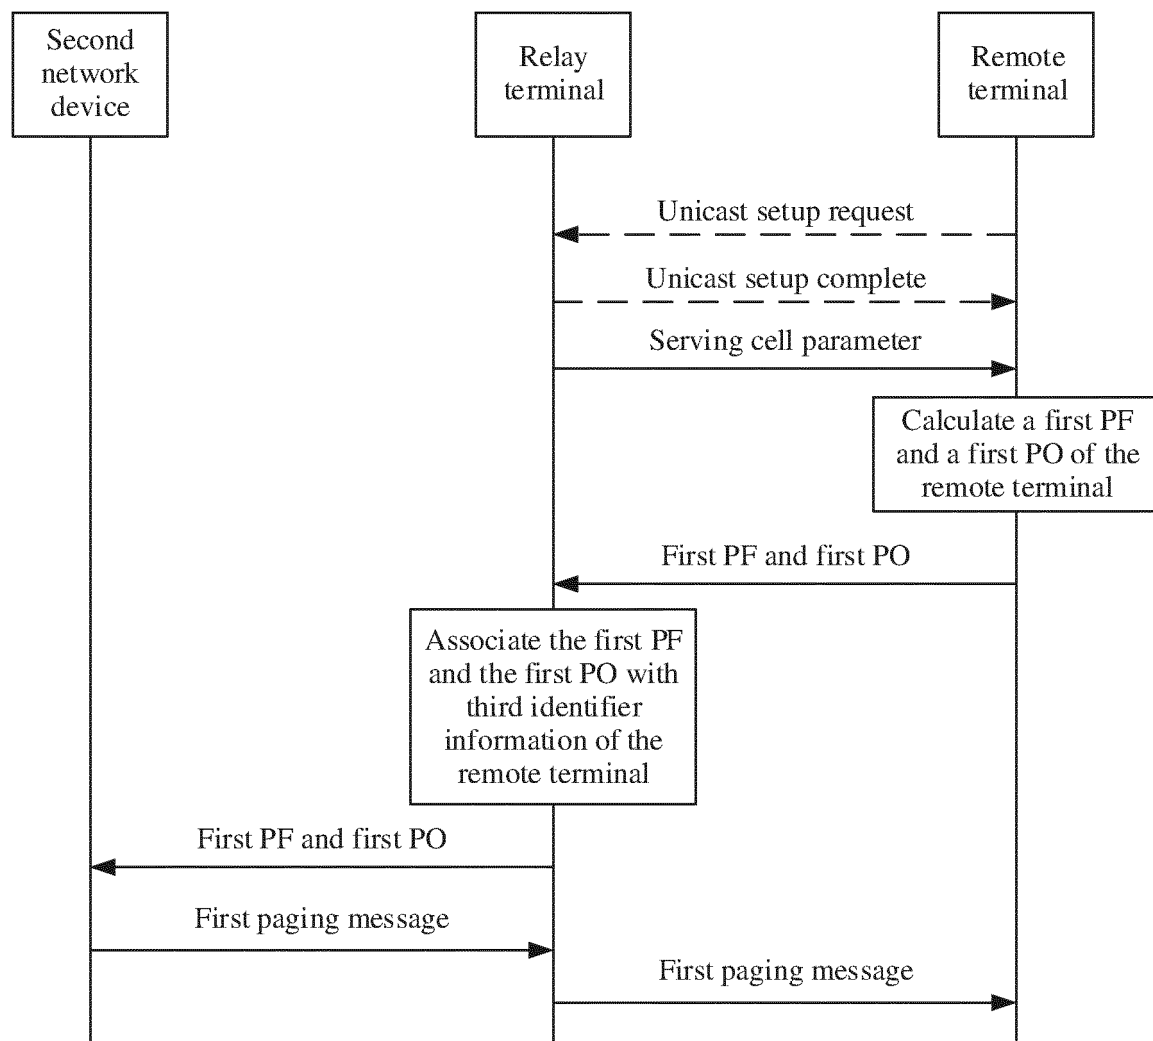 Second
network
device
Relay
terminal
Remote
terminal
Unicast setup request
Unicast setup complete
Serving cell parameter
Calculate a first PF
and a first PO of the
remote terminal
First PF and first PO
Associate the first PF
and the first PO with
third identifier
information of the
remote terminal
First PF and first PO
First paging message
First paging message